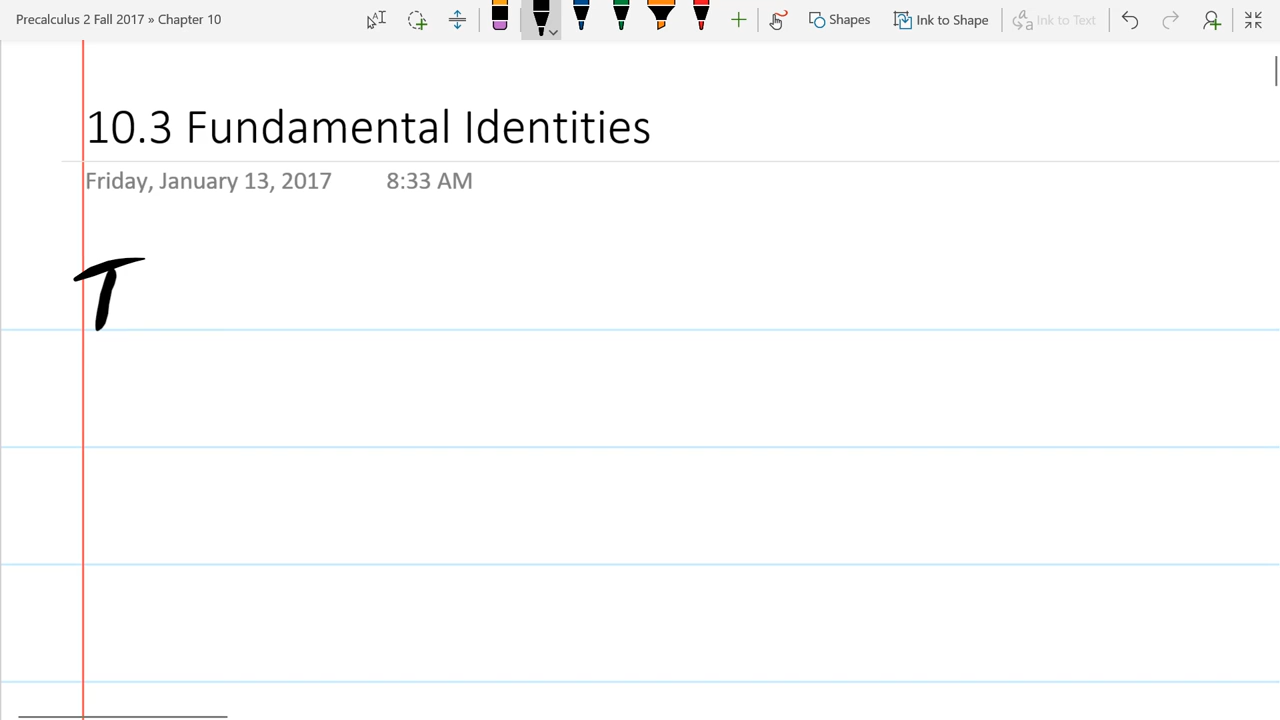 Precalculus 2 Fall 2017 » Chapter 10
Shapes
Ink to Shape
Ink to Text
10.3 Fundamental Identities
Friday, January 13, 2017 8:33 AM
T